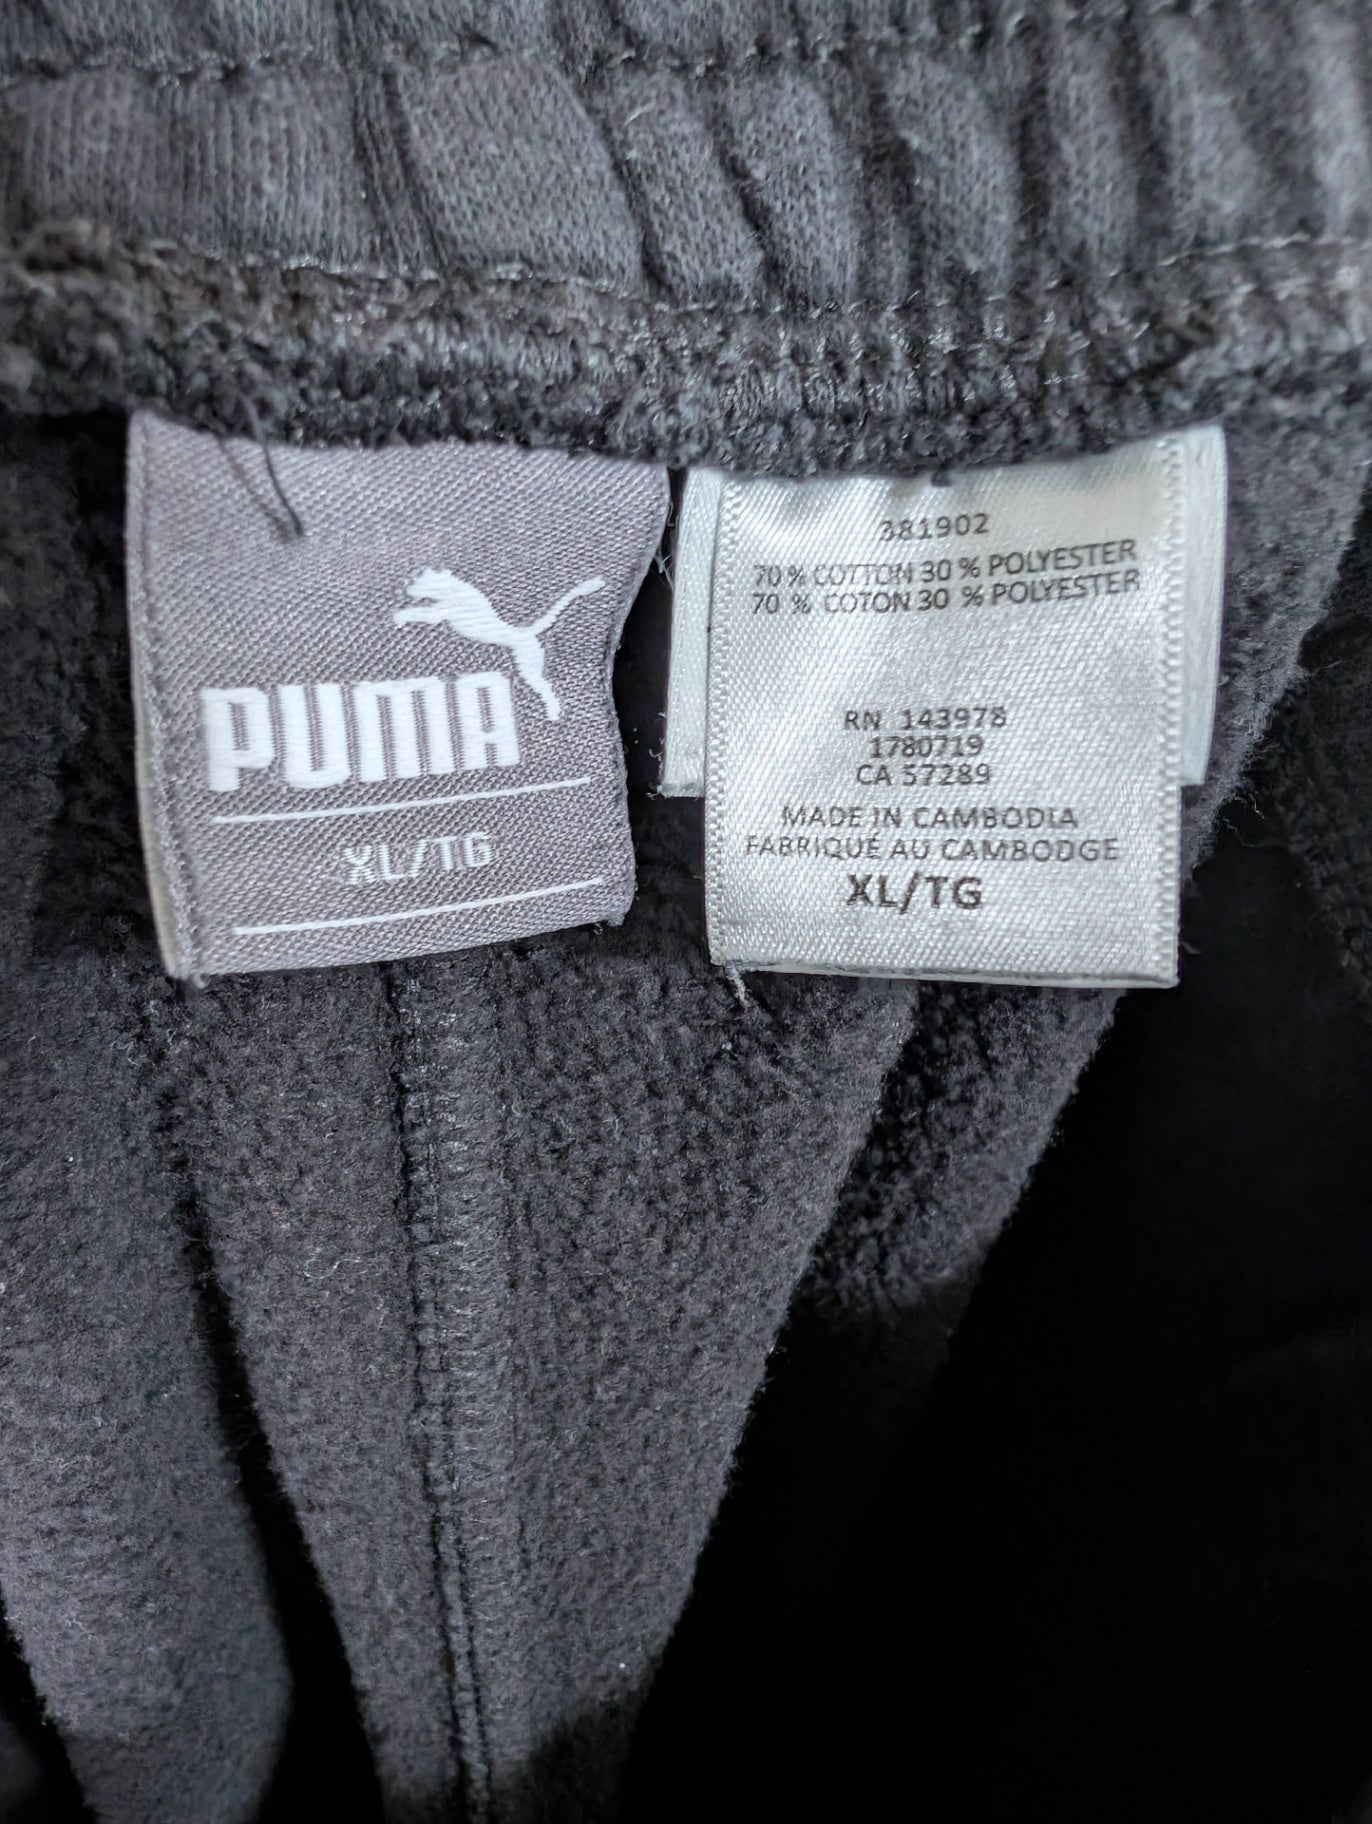 PUMA
XL/TG
381902
70 % COTTON 30 % POLYESTER
70 % COTON 30 % POLYESTER
RN 143978
1780719
CA 57289
MADE IN CAMBODIA
FABRIQUÉ AU CAMBODGE
XL/TG